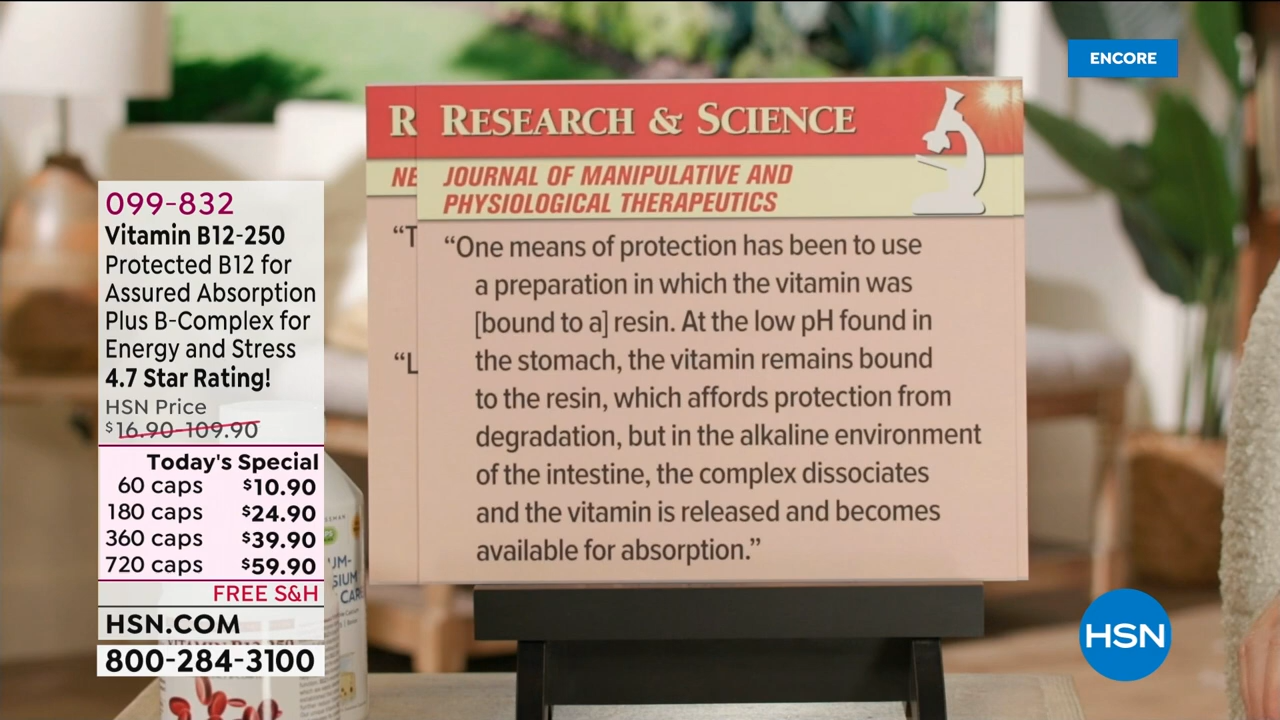 ENCORE
R
NE
"T
"L
RESEARCH & SCIENCE
JOURNAL OF MANIPULATIVE AND
PHYSIOLOGICAL THERAPEUTICS
"One means of protection has been to use
a preparation in which the vitamin was
[bound to a] resin. At the low pH found in
the stomach, the vitamin remains bound
to the resin, which affords protection from
degradation, but in the alkaline environment
of the intestine, the complex dissociates
and the vitamin is released and becomes
available for absorption."
099-832
Vitamin B12-250
Protected B12 for
Assured Absorption
Plus B-Complex for
Energy and Stress
4.7 Star Rating!
HSN Price
$16.90-109.90
Today's Special
60 caps $10.90
180 caps $24.90
360 caps $39.90
720 caps $59.90
FREE S&H
HSN.COM
800-284-3100
HSN